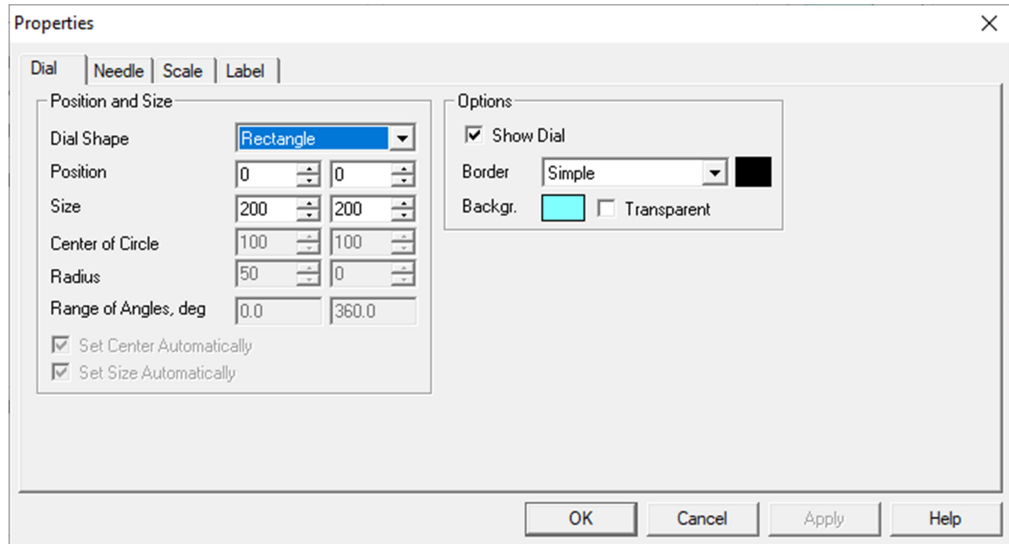 Properties
Dial Needle Scale Label
Position and Size
Dial Shape Rectangle
Position 0 0
Size 200 200
Center of Circle 100 100
Radius 50 0
Range of Angles, deg 0.0 360.0
Set Center Automatically
Set Size Automatically
Options
Show Dial
Border Simple
Backgr. Transparent
OK Cancel Apply Help